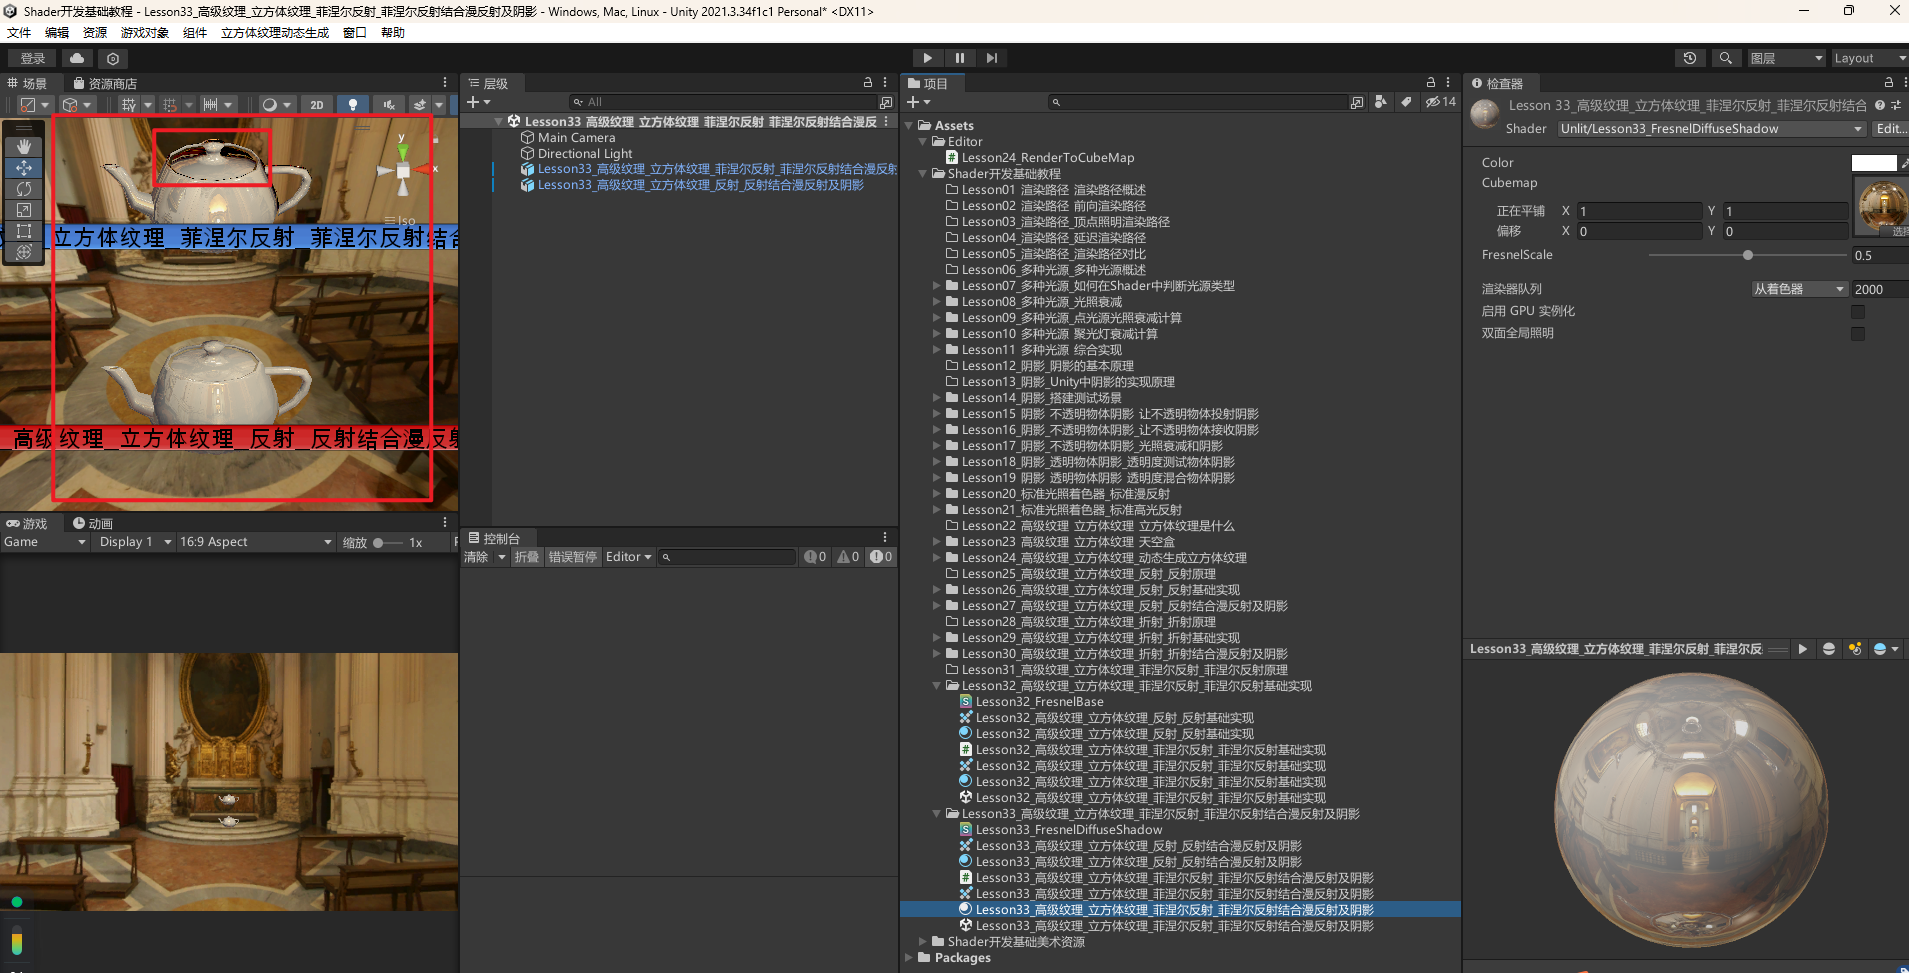 Shader开发基础教程 - Lesson33_高级纹理_立方体纹理_菲涅尔反射_菲涅尔反射结合漫反射及阴影 - Windows, Mac, Linux - Unity 2021.3.34f1c1 Personal* <DX11>
文件 编辑 资源 游戏对象 组件 立方体纹理动态生成 窗口 帮助
登录
图层 Layout
场景 资源商店
2D
Iso
y
x
立方体纹理_菲涅尔反射_菲涅尔反射结合
高级纹理_立方体纹理_反射_反射结合漫反射
游戏 动画
Game Display 1 16:9 Aspect 缩放 1x
层级
All
Lesson33_高级纹理_立方体纹理_菲涅尔反射_菲涅尔反射结合漫反
Main Camera
Directional Light
Lesson33_高级纹理_立方体纹理_菲涅尔反射_菲涅尔反射结合漫反射
Lesson33_高级纹理_立方体纹理_反射_反射结合漫反射及阴影
控制台
清除 折叠 错误暂停 Editor 0 0 0
项目
14
Assets
Editor
Lesson24_RenderToCubeMap
Shader开发基础教程
Lesson01_渲染路径_渲染路径概述
Lesson02_渲染路径_前向渲染路径
Lesson03_渲染路径_顶点照明渲染路径
Lesson04_渲染路径_延迟渲染路径
Lesson05_渲染路径_渲染路径对比
Lesson06_多种光源_多种光源概述
Lesson07_多种光源_如何在Shader中判断光源类型
Lesson08_多种光源_光照衰减
Lesson09_多种光源_点光源光照衰减计算
Lesson10_多种光源_聚光灯衰减计算
Lesson11_多种光源_综合实现
Lesson12_阴影_阴影的基本原理
Lesson13_阴影_Unity中阴影的实现原理
Lesson14_阴影_搭建测试场景
Lesson15_阴影_不透明物体阴影_让不透明物体投射阴影
Lesson16_阴影_不透明物体阴影_让不透明物体接收阴影
Lesson17_阴影_不透明物体阴影_光照衰减和阴影
Lesson18_阴影_透明物体阴影_透明度测试物体阴影
Lesson19_阴影_透明物体阴影_透明度混合物体阴影
Lesson20_标准光照着色器_标准漫反射
Lesson21_标准光照着色器_标准高光反射
Lesson22_高级纹理_立方体纹理_立方体纹理是什么
Lesson23_高级纹理_立方体纹理_天空盒
Lesson24_高级纹理_立方体纹理_动态生成立方体纹理
Lesson25_高级纹理_立方体纹理_反射_反射原理
Lesson26_高级纹理_立方体纹理_反射_反射基础实现
Lesson27_高级纹理_立方体纹理_反射_反射结合漫反射及阴影
Lesson28_高级纹理_立方体纹理_折射_折射原理
Lesson29_高级纹理_立方体纹理_折射_折射基础实现
Lesson30_高级纹理_立方体纹理_折射_折射结合漫反射及阴影
Lesson31_高级纹理_立方体纹理_菲涅尔反射_菲涅尔反射原理
Lesson32_高级纹理_立方体纹理_菲涅尔反射_菲涅尔反射基础实现
Lesson32_FresnelBase
Lesson32_高级纹理_立方体纹理_反射_反射基础实现
Lesson32_高级纹理_立方体纹理_反射_反射基础实现
Lesson32_高级纹理_立方体纹理_菲涅尔反射_菲涅尔反射基础实现
Lesson32_高级纹理_立方体纹理_菲涅尔反射_菲涅尔反射基础实现
Lesson32_高级纹理_立方体纹理_菲涅尔反射_菲涅尔反射基础实现
Lesson32_高级纹理_立方体纹理_菲涅尔反射_菲涅尔反射基础实现
Lesson33_高级纹理_立方体纹理_菲涅尔反射_菲涅尔反射结合漫反射及阴影
Lesson33_FresnelDiffuseShadow
Lesson33_高级纹理_立方体纹理_反射_反射结合漫反射及阴影
Lesson33_高级纹理_立方体纹理_反射_反射结合漫反射及阴影
Lesson33_高级纹理_立方体纹理_菲涅尔反射_菲涅尔反射结合漫反射及阴影
Lesson33_高级纹理_立方体纹理_菲涅尔反射_菲涅尔反射结合漫反射及阴影
Lesson33_高级纹理_立方体纹理_菲涅尔反射_菲涅尔反射结合漫反射及阴影
Lesson33_高级纹理_立方体纹理_菲涅尔反射_菲涅尔反射结合漫反射及阴影
Shader开发基础美术资源
Packages
检查器
Lesson 33_高级纹理_立方体纹理_菲涅尔反射_菲涅尔反射结合
Shader Unlit/Lesson33_FresnelDiffuseShadow Edit...
Color
Cubemap
正在平铺 X 1 Y 1
偏移 X 0 Y 0
选择
FresnelScale 0.5
渲染器队列 从着色器 2000
启用 GPU 实例化
双面全局照明
Lesson33_高级纹理_立方体纹理_菲涅尔反射_菲涅尔反